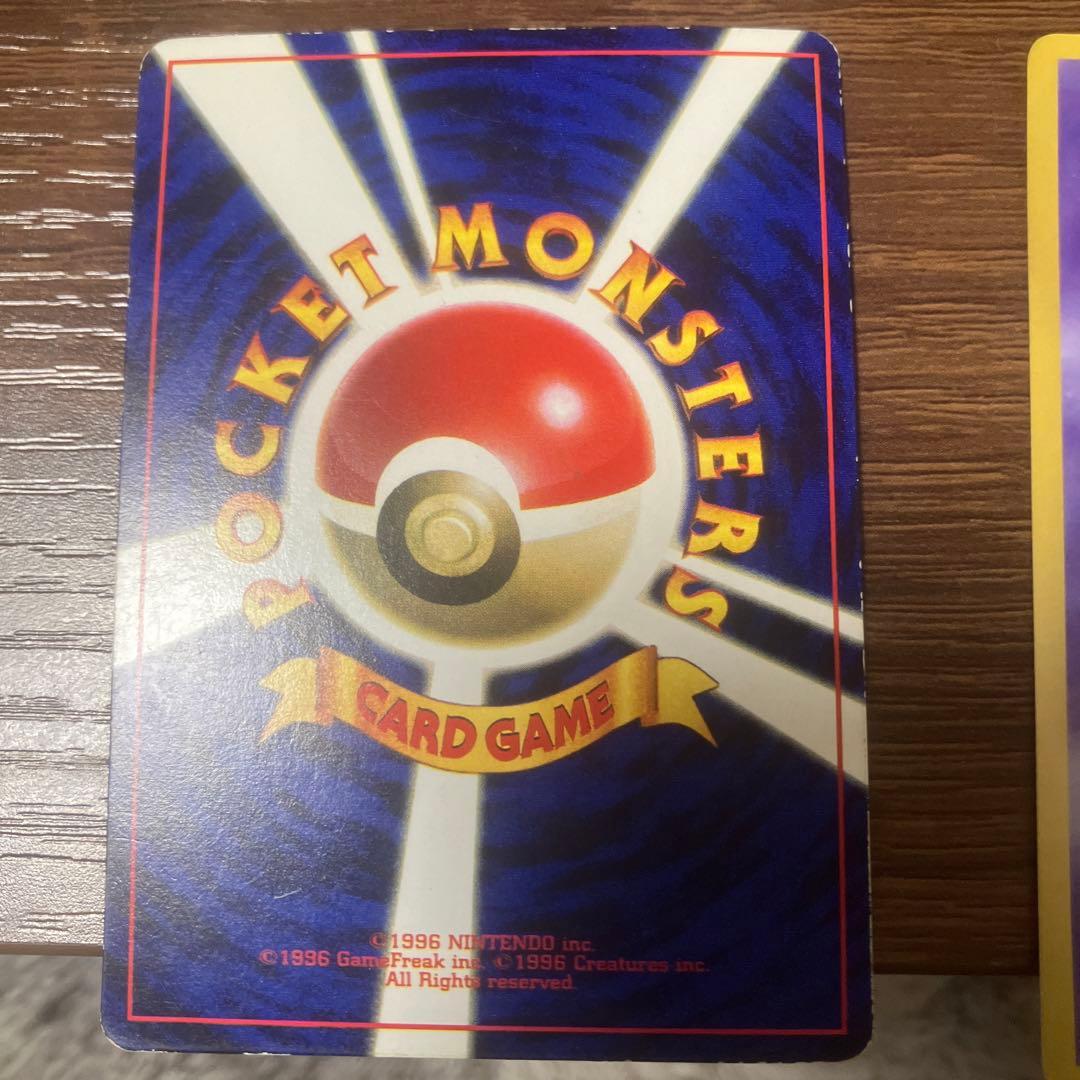 POCKET MONSTERS
CARD GAME
©1996 NINTENDO inc.
©1996 GameFreak inc. ©1996 Creatures inc.
All Rights reserved.